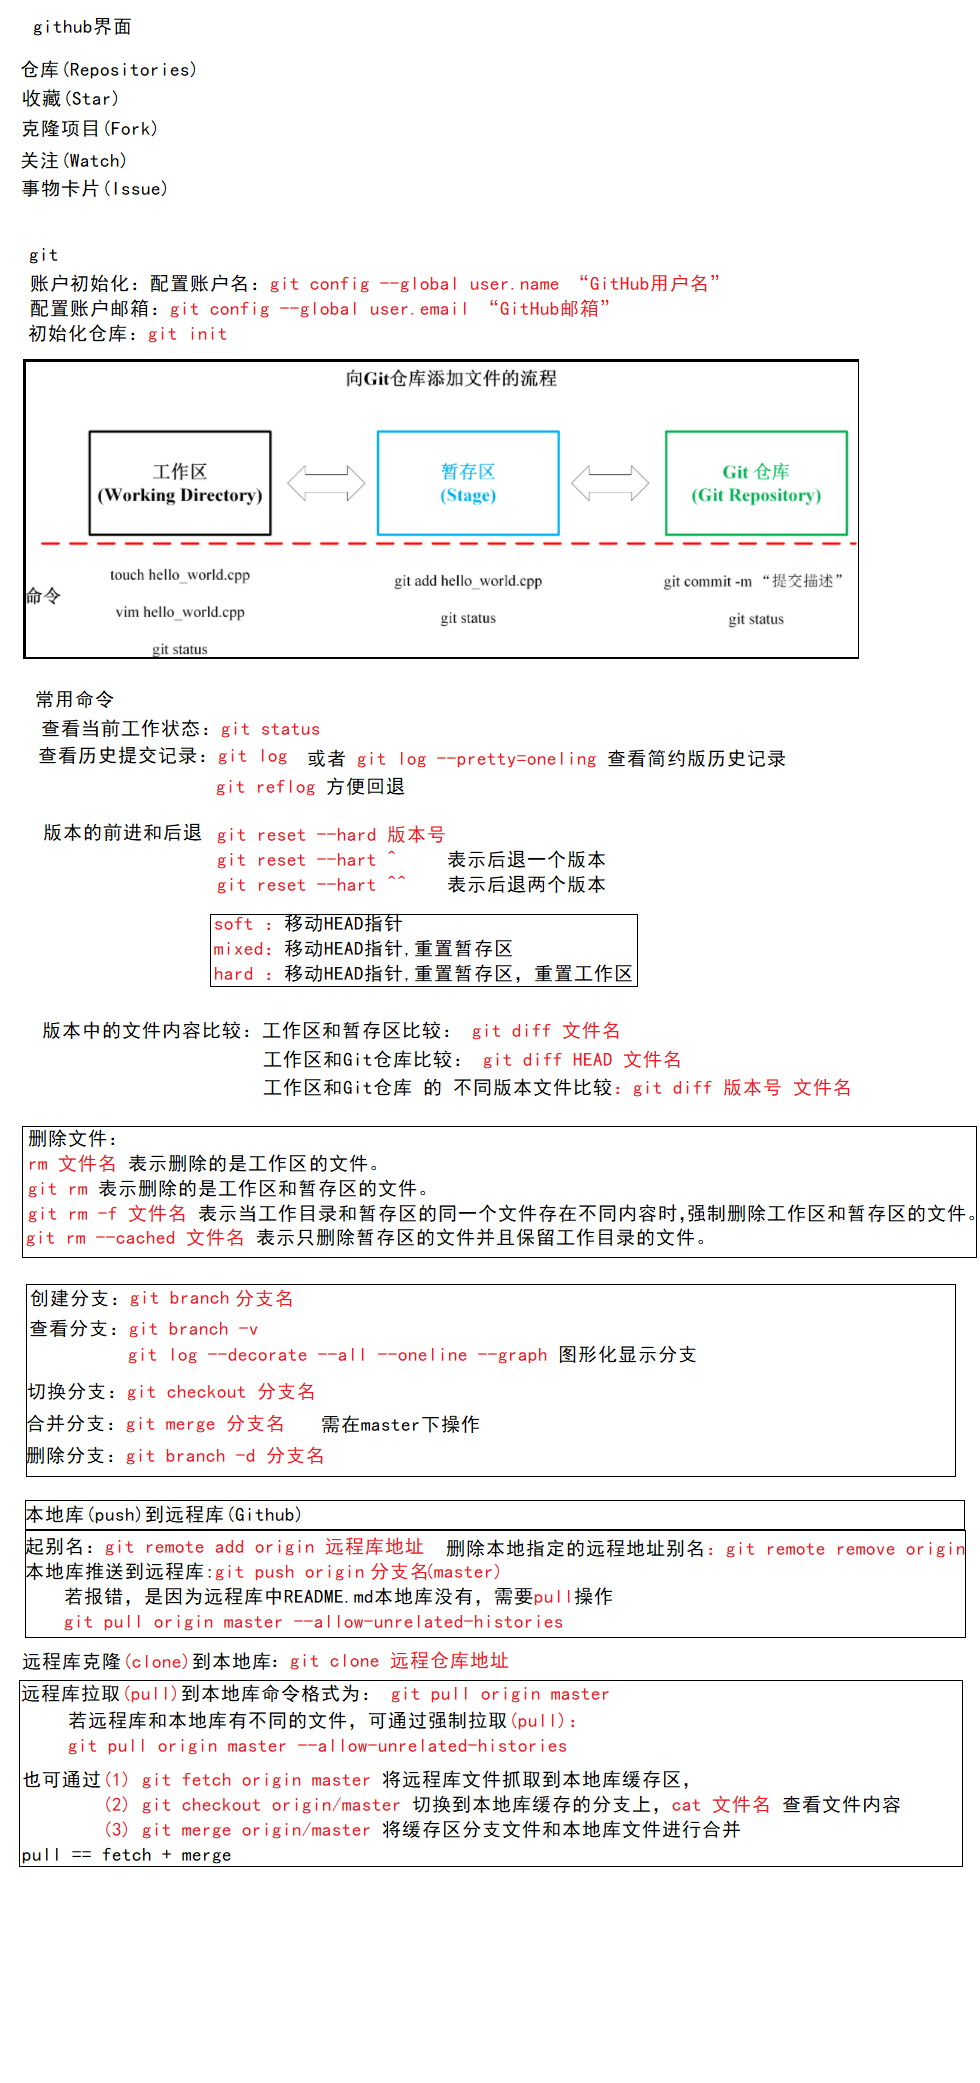 github界面
仓库(Repositories)
收藏(Star)
克隆项目(Fork)
关注(Watch)
事物卡片(Issue)
git
账户初始化：配置账户名：git config --global user.name “GitHub用户名”
配置账户邮箱：git config --global user.email “GitHub邮箱”
初始化仓库：git init
向Git仓库添加文件的流程
工作区
(Working Directory)
暂存区
(Stage)
Git 仓库
(Git Repository)
命令
touch hello_world.cpp
vim hello_world.cpp
git status
git add hello_world.cpp
git status
git commit -m “提交描述”
git status
常用命令
查看当前工作状态：git status
查看历史提交记录：git log 或者 git log --pretty=oneling 查看简约版历史记录
git reflog 方便回退
版本的前进和后退 git reset --hard 版本号
git reset --hart ^ 表示后退一个版本
git reset --hart ^^ 表示后退两个版本
soft : 移动HEAD指针
mixed: 移动HEAD指针,重置暂存区
hard : 移动HEAD指针,重置暂存区，重置工作区
版本中的文件内容比较：工作区和暂存区比较： git diff 文件名
工作区和Git仓库比较： git diff HEAD 文件名
工作区和Git仓库 的 不同版本文件比较：git diff 版本号 文件名
删除文件：
rm 文件名 表示删除的是工作区的文件。
git rm 表示删除的是工作区和暂存区的文件。
git rm -f 文件名 表示当工作目录和暂存区的同一个文件存在不同内容时,强制删除工作区和暂存区的文件。
git rm --cached 文件名 表示只删除暂存区的文件并且保留工作目录的文件。
创建分支：git branch 分支名
查看分支：git branch -v
git log --decorate --all --oneline --graph 图形化显示分支
切换分支：git checkout 分支名
合并分支：git merge 分支名 需在master下操作
删除分支：git branch -d 分支名
本地库(push)到远程库(Github)
起别名：git remote add origin 远程库地址 删除本地指定的远程地址别名：git remote remove origin
本地库推送到远程库:git push origin 分支名(master)
若报错，是因为远程库中README.md本地库没有，需要pull操作
git pull origin master --allow-unrelated-histories
远程库克隆(clone)到本地库：git clone 远程仓库地址
远程库拉取(pull)到本地库命令格式为： git pull origin master
若远程库和本地库有不同的文件，可通过强制拉取(pull)：
git pull origin master --allow-unrelated-histories
也可通过(1) git fetch origin master 将远程库文件抓取到本地库缓存区，
(2) git checkout origin/master 切换到本地库缓存的分支上，cat 文件名 查看文件内容
(3) git merge origin/master 将缓存区分支文件和本地库文件进行合并
pull == fetch + merge